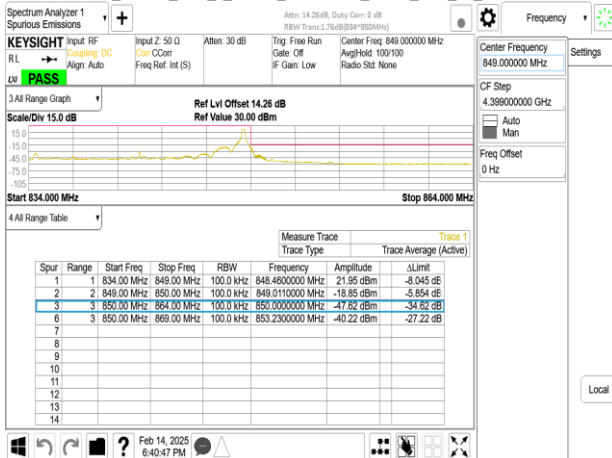 Spectrum Analyzer 1
Spurious Emissions
+
Attn: 14.26dB, Duty Corr: 0 dB
RBW Trans:1.76dB(834*850MHz)
Frequency
KEYSIGHT
RL
PASS
Input: RF
Coupling: DC
Align: Auto
Input Z: 50 Ω
Corr CCorr
Freq Ref: Int (S)
Atten: 30 dB
Trig: Free Run
Gate: Off
IF Gain: Low
Center Freq: 849.000000 MHz
Avg|Hold: 100/100
Radio Std: None
Center Frequency
849.000000 MHz
Settings
CF Step
4.399000000 GHz
Auto
Man
Freq Offset
0 Hz
Local
3 All Range Graph
Scale/Div 15.0 dB
Ref Lvl Offset 14.26 dB
Ref Value 30.00 dBm
15.0
-15.0
-45.0
-75.0
-105
Start 834.000 MHz
Stop 864.000 MHz
4 All Range Table
Measure Trace Trace 1
Trace Type Trace Average (Active)
Spur Range Start Freq Stop Freq RBW Frequency Amplitude ΔLimit
1 1 834.00 MHz 849.00 MHz 100.0 kHz 848.4600000 MHz 21.95 dBm -8.045 dB
2 2 849.00 MHz 850.00 MHz 100.0 kHz 849.0110000 MHz -18.85 dBm -5.854 dB
3 3 850.00 MHz 864.00 MHz 100.0 kHz 850.0000000 MHz -47.62 dBm -34.62 dB
6 3 850.00 MHz 869.00 MHz 100.0 kHz 853.2300000 MHz -40.22 dBm -27.22 dB
7
8
9
10
11
12
13
14
?
Feb 14, 2025
6:40:47 PM